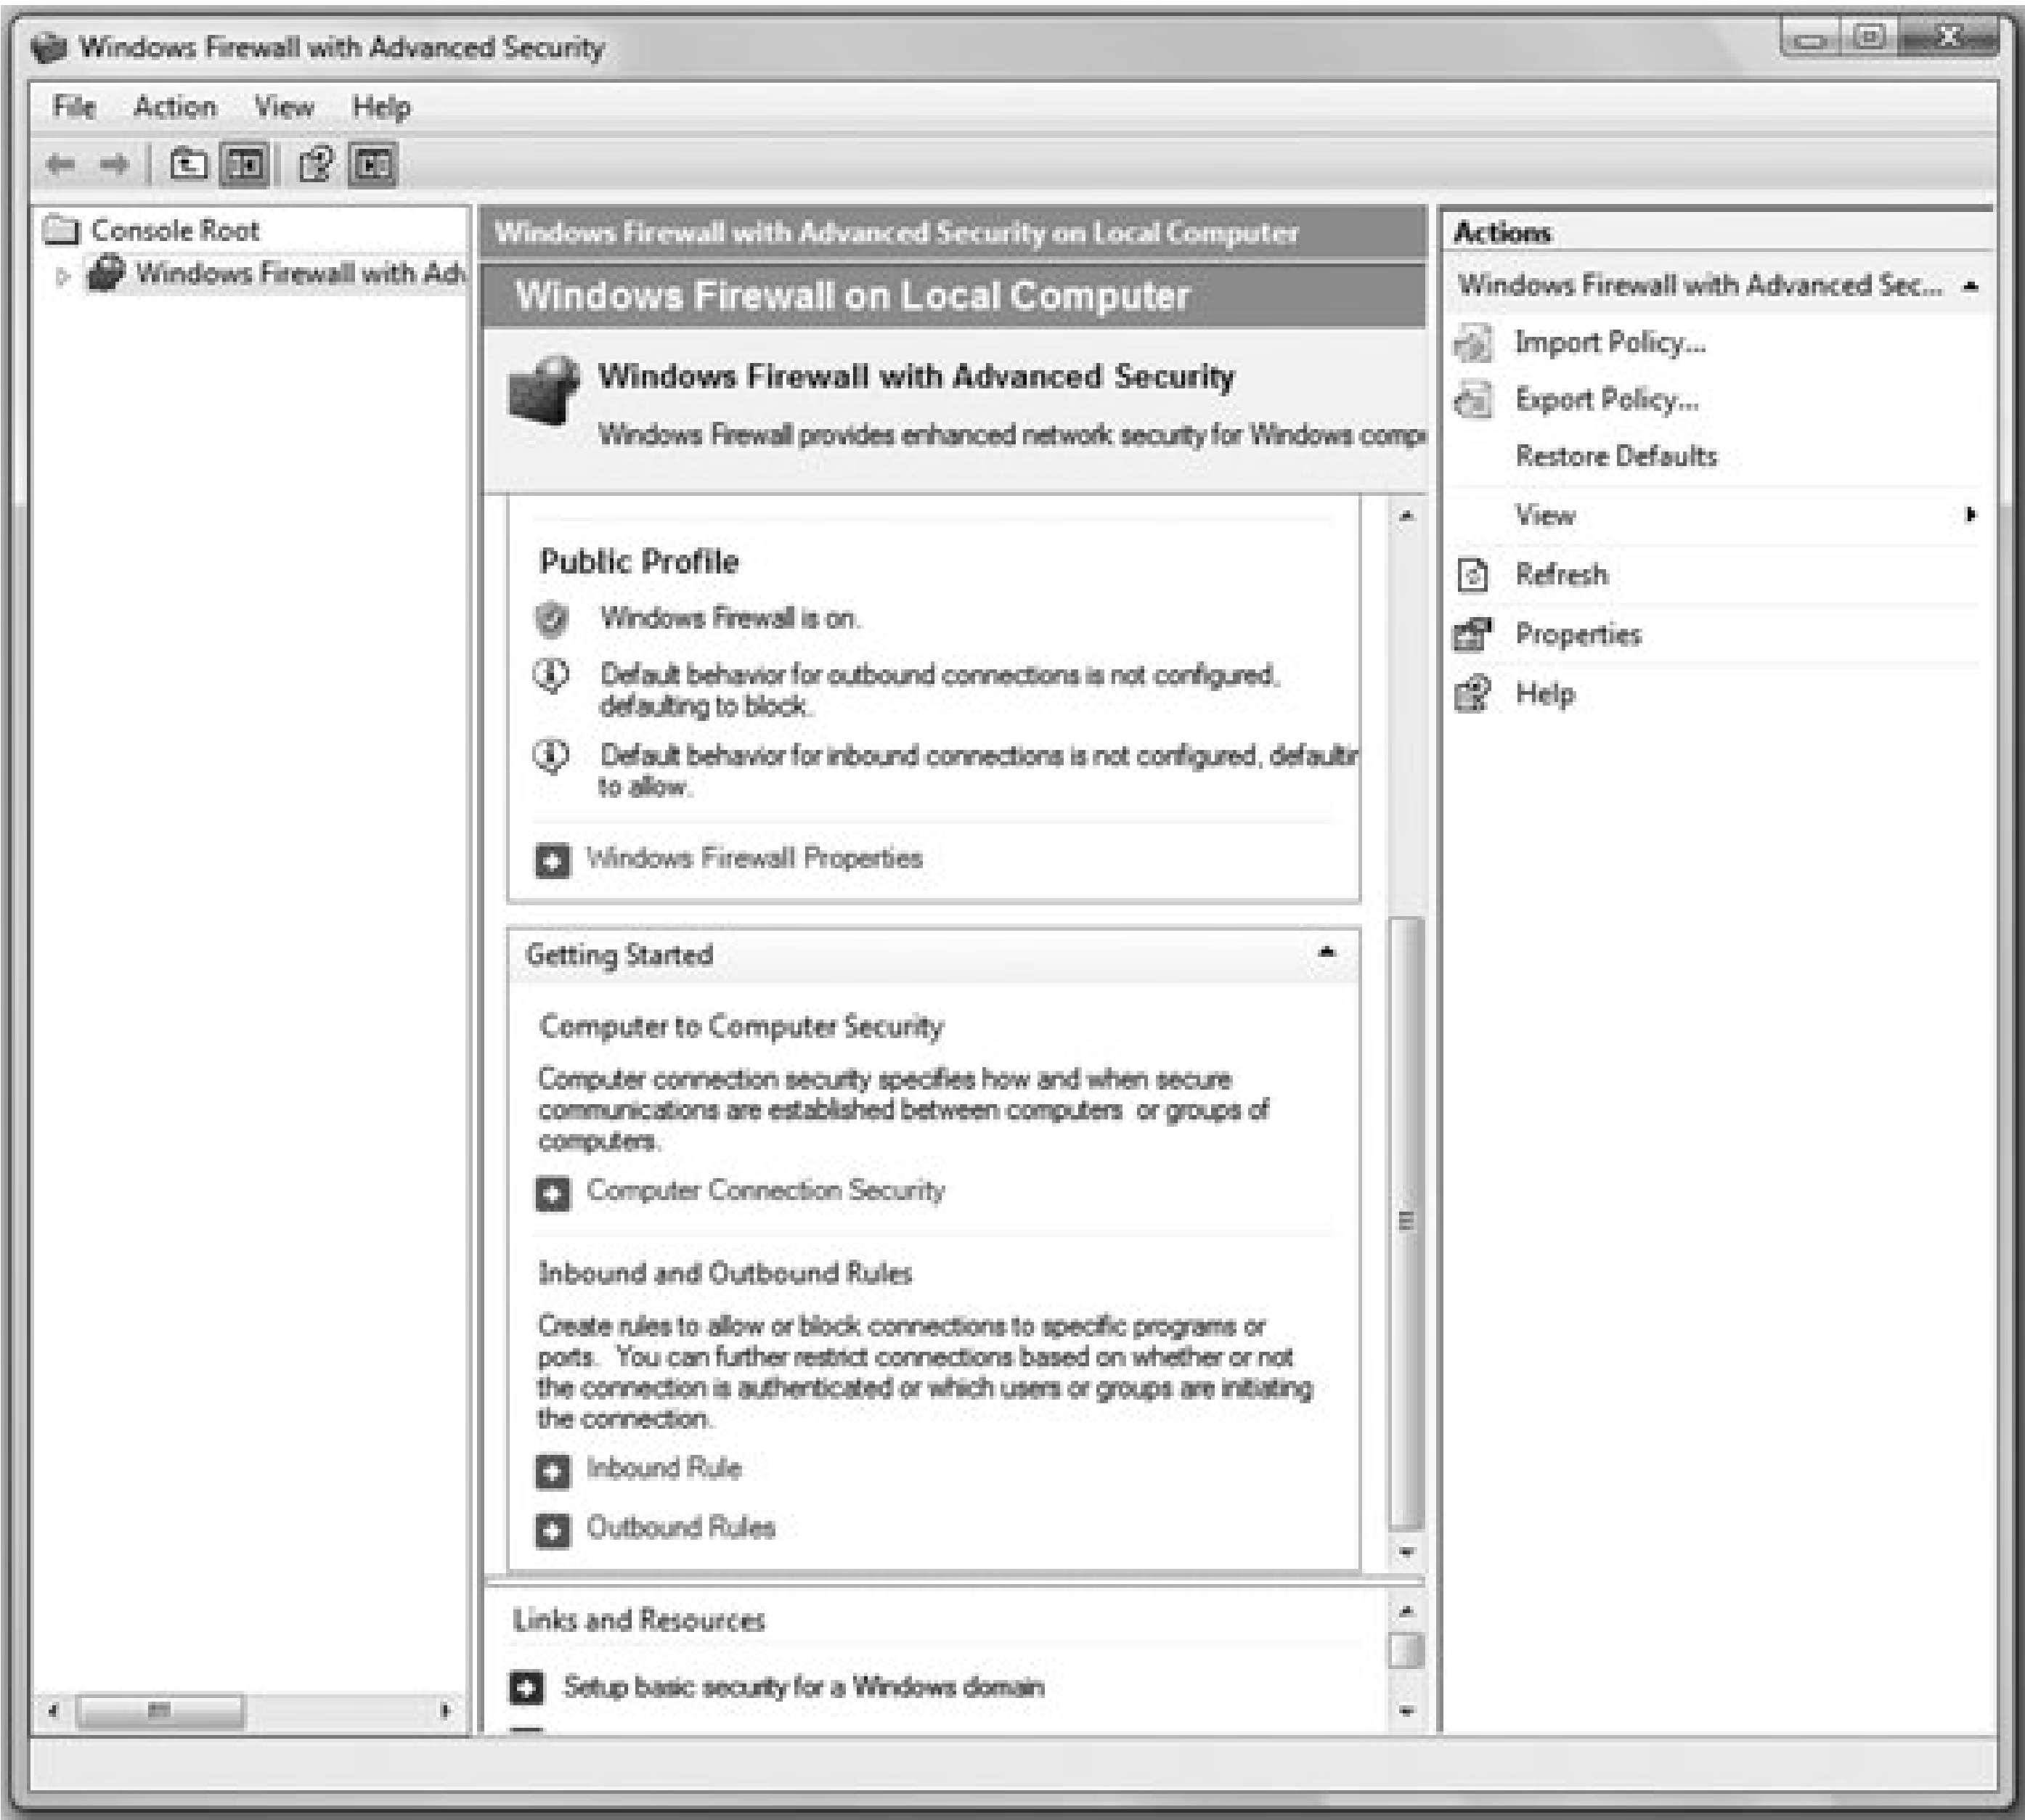 Windows Firewall with Advanced Security
File Action View Help
Console Root
Windows Firewall with Adv
Windows Firewall with Advanced Security on Local Computer
Windows Firewall on Local Computer
Windows Firewall with Advanced Security
Windows Firewall provides enhanced network security for Windows comp
Public Profile
Windows Firewall is on.
Default behavior for outbound connections is not configured,
defaulting to block.
Default behavior for inbound connections is not configured, defaultin
to allow.
Windows Firewall Properties
Getting Started
Computer to Computer Security
Computer connection security specifies how and when secure
communications are established between computers or groups of
computers.
Computer Connection Security
Inbound and Outbound Rules
Create rules to allow or block connections to specific programs or
ports. You can further restrict connections based on whether or not
the connection is authenticated or which users or groups are initiating
the connection.
Inbound Rule
Outbound Rules
Links and Resources
Setup basic security for a Windows domain
Actions
Windows Firewall with Advanced Sec...
Import Policy...
Export Policy...
Restore Defaults
View
Refresh
Properties
Help